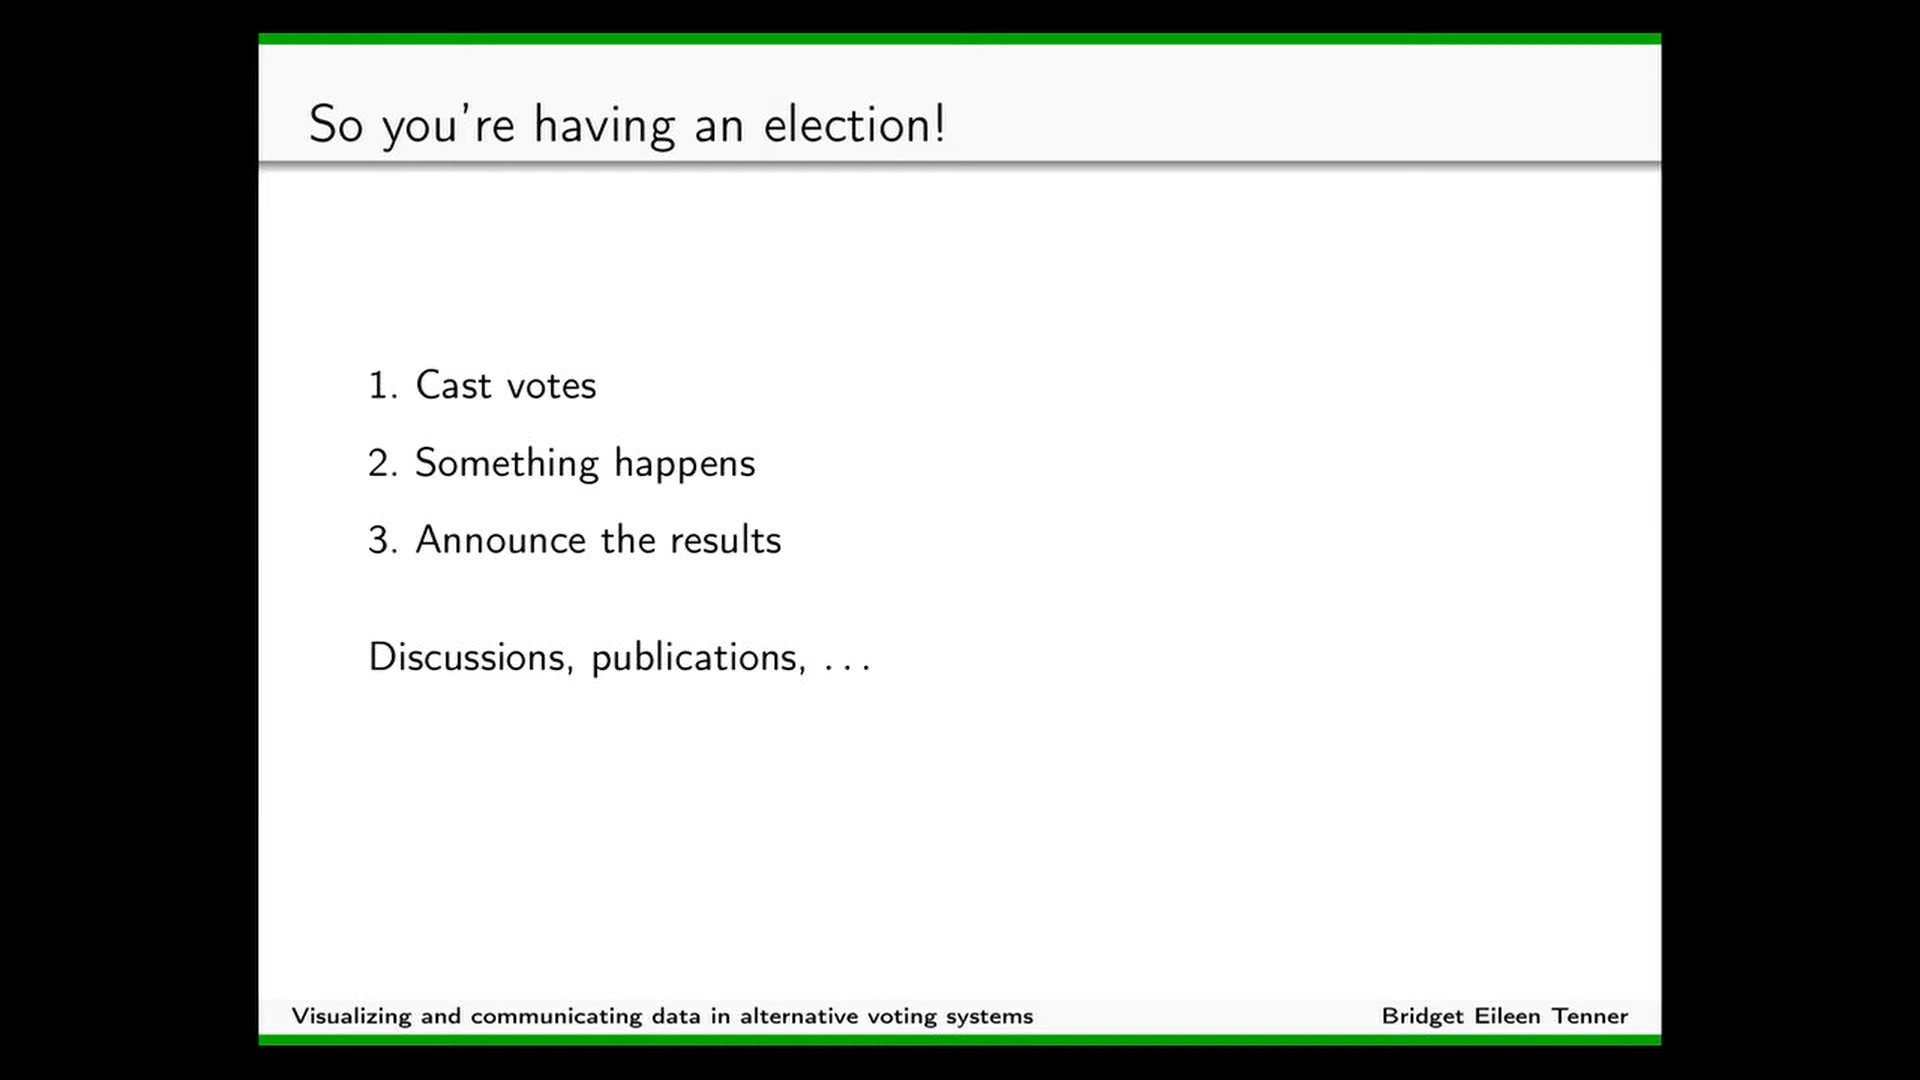 So you're having an election!
1. Cast votes
2. Something happens
3. Announce the results
Discussions, publications, ...
Visualizing and communicating data in alternative voting systems
Bridget Eileen Tenner